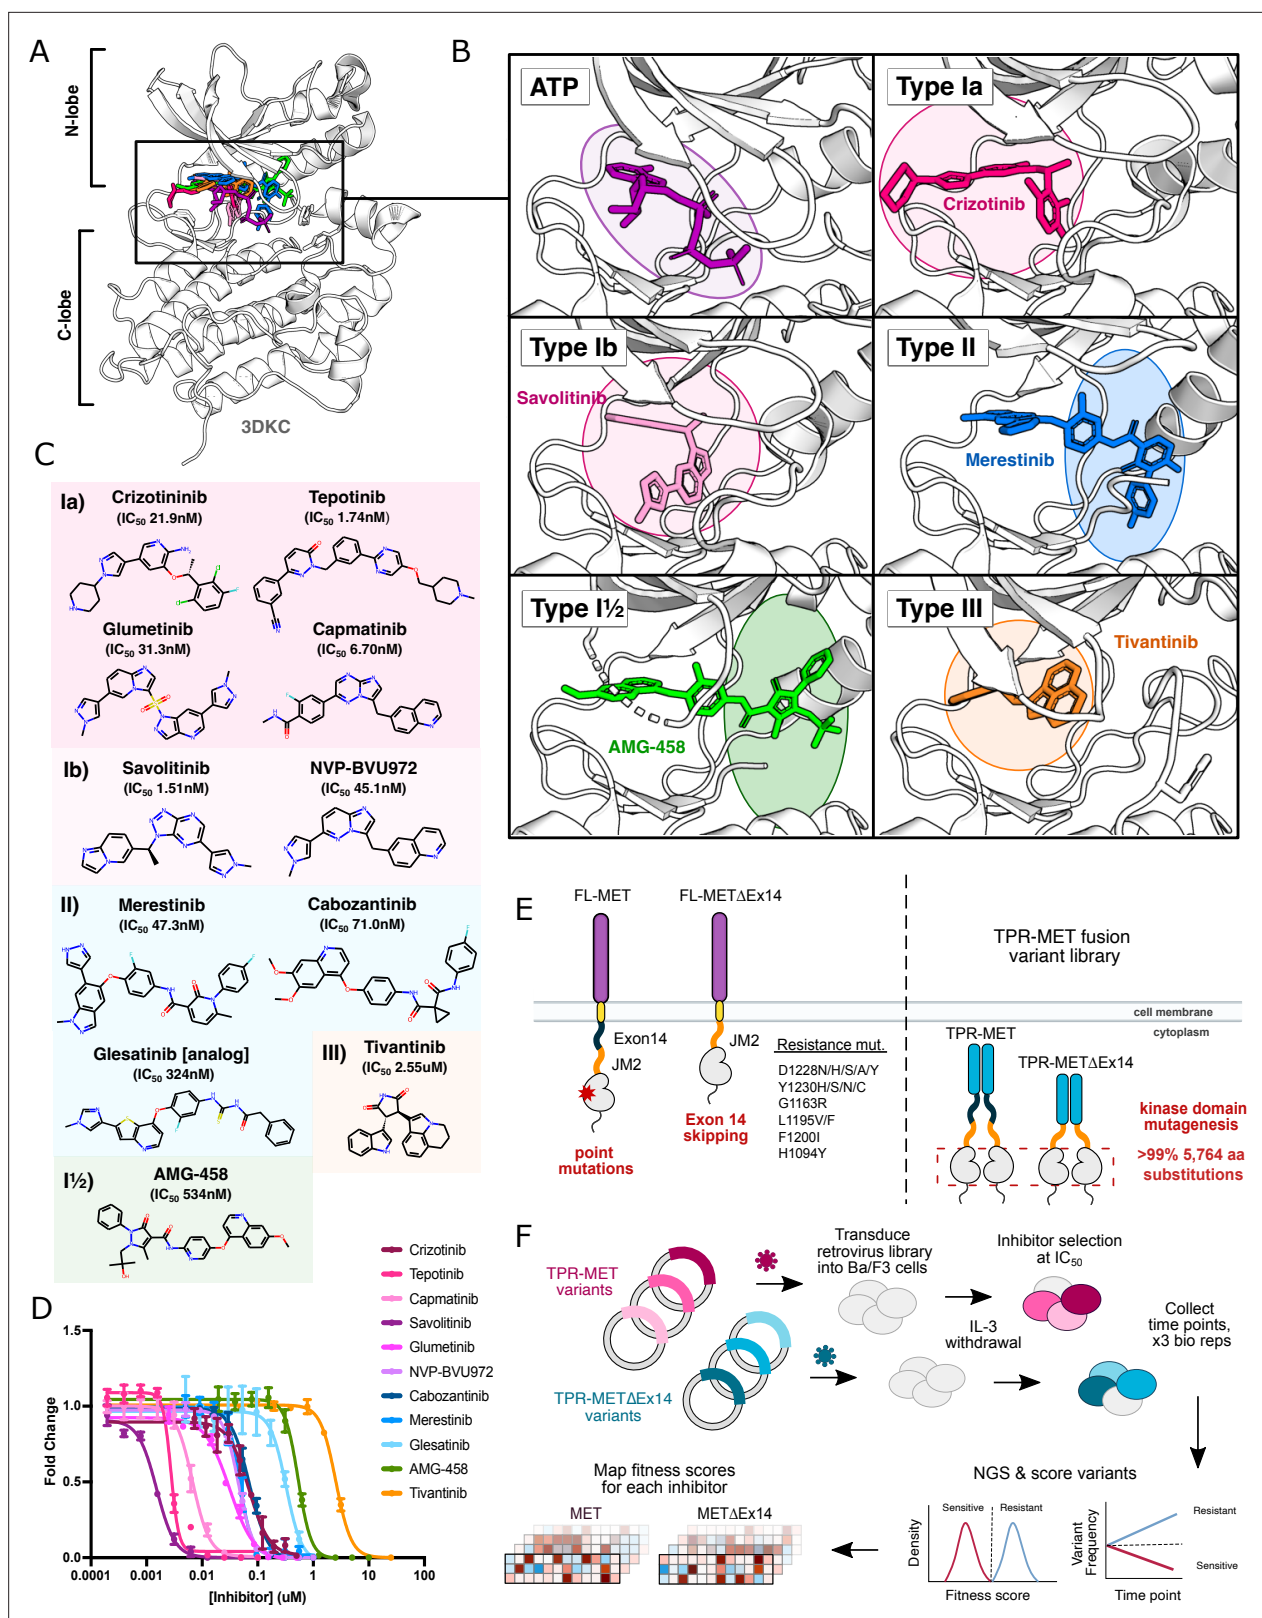 A
N-lobe
C-lobe
3DKC
B
ATP
Type Ia
Crizotinib
Type Ib
Savolitinib
Type II
Merestinib
Type I½
AMG-458
Type III
Tivantinib
C
Ia)
Crizotininib
(IC50 21.9nM)
Tepotinib
(IC50 1.74nM)
Glumetinib
(IC50 31.3nM)
Capmatinib
(IC50 6.70nM)
Ib)
Savolitinib
(IC50 1.51nM)
NVP-BVU972
(IC50 45.1nM)
II)
Merestinib
(IC50 47.3nM)
Cabozantinib
(IC50 71.0nM)
Glesatinib [analog]
(IC50 324nM)
III)
Tivantinib
(IC50 2.55uM)
I½)
AMG-458
(IC50 534nM)
D
Fold Change
1.5
1.0
0.5
0.0
0.0001
0.001
0.01
0.1
1
10
100
[Inhibitor] (uM)
Crizotinib
Tepotinib
Capmatinib
Savolitinib
Glumetinib
NVP-BVU972
Cabozantinib
Merestinib
Glesatinib
AMG-458
Tivantinib
E
FL-MET
FL-METΔEx14
TPR-MET fusion
variant library
cell membrane
cytoplasm
Exon14
JM2
JM2
point
mutations
Exon 14
skipping
Resistance mut.
D1228N/H/S/A/Y
Y1230H/S/N/C
G1163R
L1195V/F
F1200I
H1094Y
TPR-MET
TPR-METΔEx14
kinase domain
mutagenesis
>99% 5,764 aa
substitutions
F
TPR-MET
variants
TPR-METΔEx14
variants
Transduce
retrovirus library
into Ba/F3 cells
IL-3
withdrawal
Inhibitor selection
at IC50
Collect
time points,
x3 bio reps
NGS & score variants
Sensitive
Resistant
Density
Fitness score
Variant
Frequency
Resistant
Sensitive
Time point
Map fitness scores
for each inhibitor
MET
METΔEx14